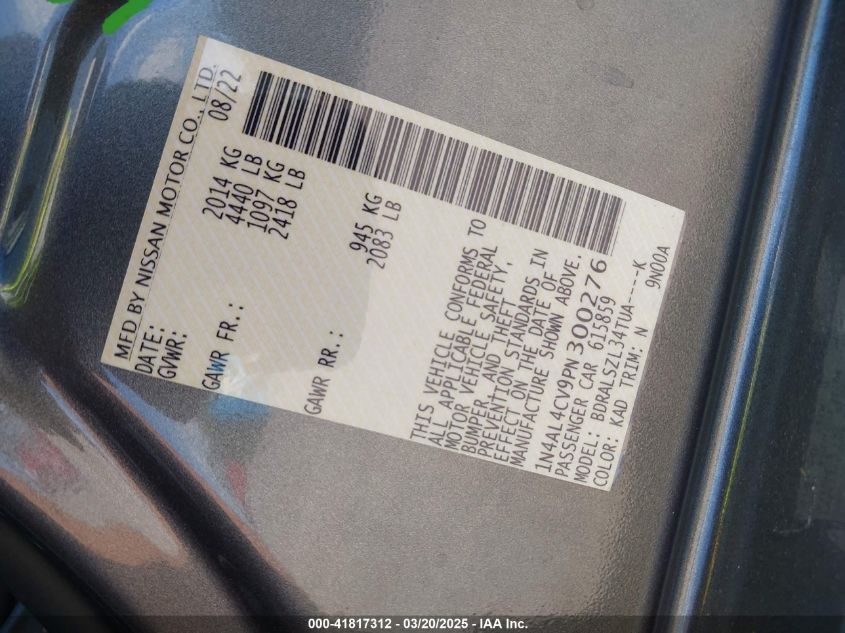 MFD BY NISSAN MOTOR CO., LTD.
DATE: 08/22
GVWR: 2014 KG
4440 LB
GAWR FR.: 1097 KG
2418 LB
GAWR RR.: 945 KG
2083 LB
THIS VEHICLE CONFORMS TO
ALL APPLICABLE FEDERAL
MOTOR VEHICLE SAFETY,
BUMPER, AND THEFT
PREVENTION STANDARDS IN
EFFECT ON THE DATE OF
MANUFACTURE SHOWN ABOVE.
1N4AL4CV9PN300276
PASSENGER CAR 615859
MODEL: BDRALSZL34TUA----K
COLOR: KAD TRIM: N 9N00A
000-41817312 - 03/20/2025 - IAA Inc.